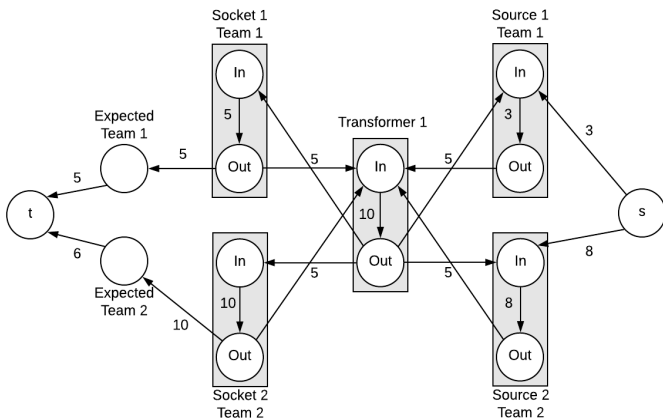 Socket 1
Team 1
Source 1
Team 1
In
In
Expected
Team 1
5
Transformer 1
3
3
5
Out
5
In
5
Out
5
t
10
s
6
In
Out
In
8
5
5
Expected
Team 2
10
8
10
Out
Out
Socket 2
Team 2
Source 2
Team 2